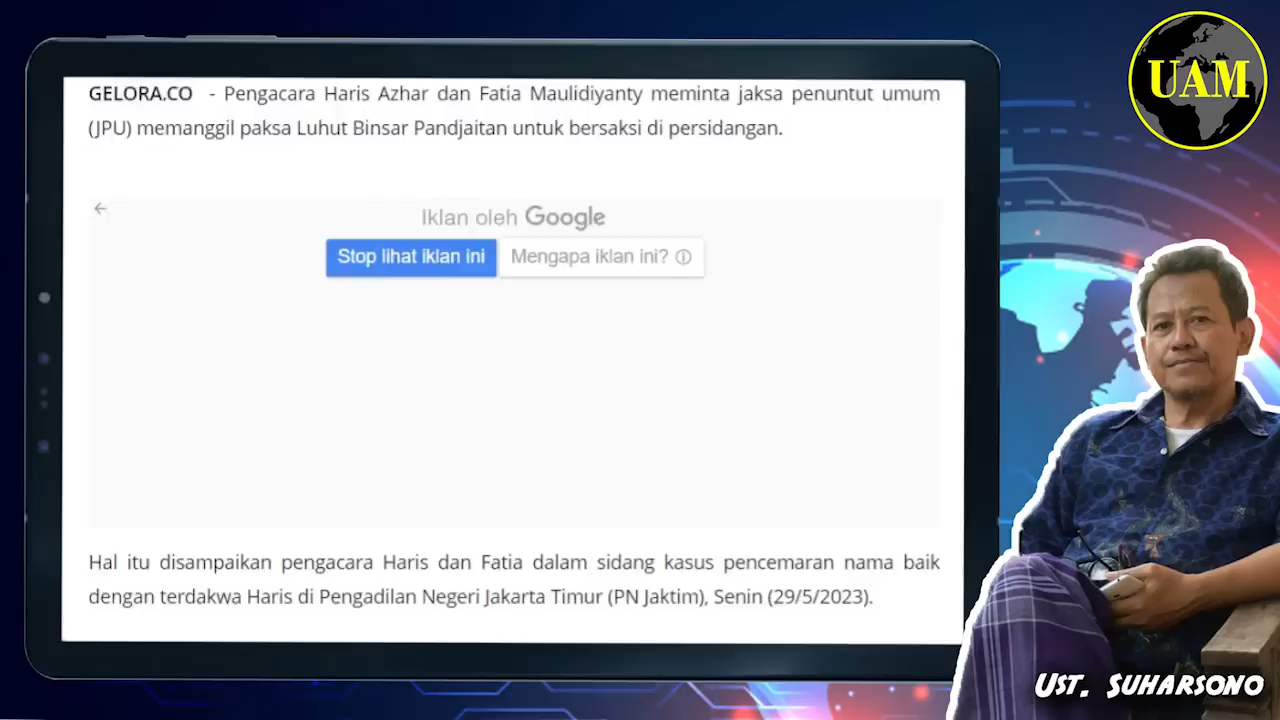 GELORA.CO - Pengacara Haris Azhar dan Fatia Maulidiyanty meminta jaksa penuntut umum
(JPU) memanggil paksa Luhut Binsar Pandjaitan untuk bersaksi di persidangan.
Iklan oleh Google
Stop lihat iklan ini
Mengapa iklan ini?
Hal itu disampaikan pengacara Haris dan Fatia dalam sidang kasus pencemaran nama baik
dengan terdakwa Haris di Pengadilan Negeri Jakarta Timur (PN Jaktim), Senin (29/5/2023).
UAM
UST. SUHARSONO